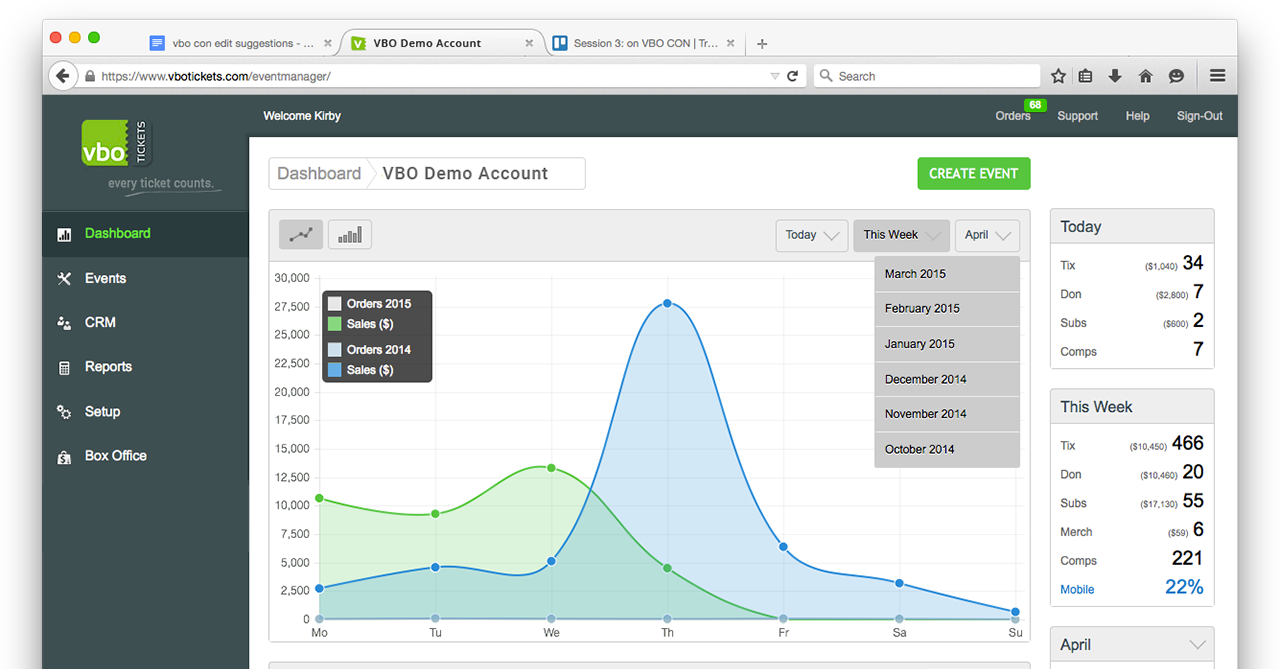 vbo con edit suggestions - ...
VBO Demo Account
Session 3: on VBO CON | Tr...
https://www.vbotickets.com/eventmanager/
Search
vbo TICKETS
every ticket counts.
Welcome Kirby
Orders 68
Support
Help
Sign-Out
Dashboard
Events
CRM
Reports
Setup
Box Office
Dashboard VBO Demo Account
CREATE EVENT
Today
This Week
April
March 2015
February 2015
January 2015
December 2014
November 2014
October 2014
Orders 2015
Sales ($)
Orders 2014
Sales ($)
30,000
27,500
25,000
22,500
20,000
17,500
15,000
12,500
10,000
7,500
5,000
2,500
0
Mo Tu We Th Fr Sa Su
Today
Tix ($1,040) 34
Don ($2,800) 7
Subs ($600) 2
Comps 7
This Week
Tix ($10,450) 466
Don ($10,460) 20
Subs ($17,130) 55
Merch ($59) 6
Comps 221
Mobile 22%
April